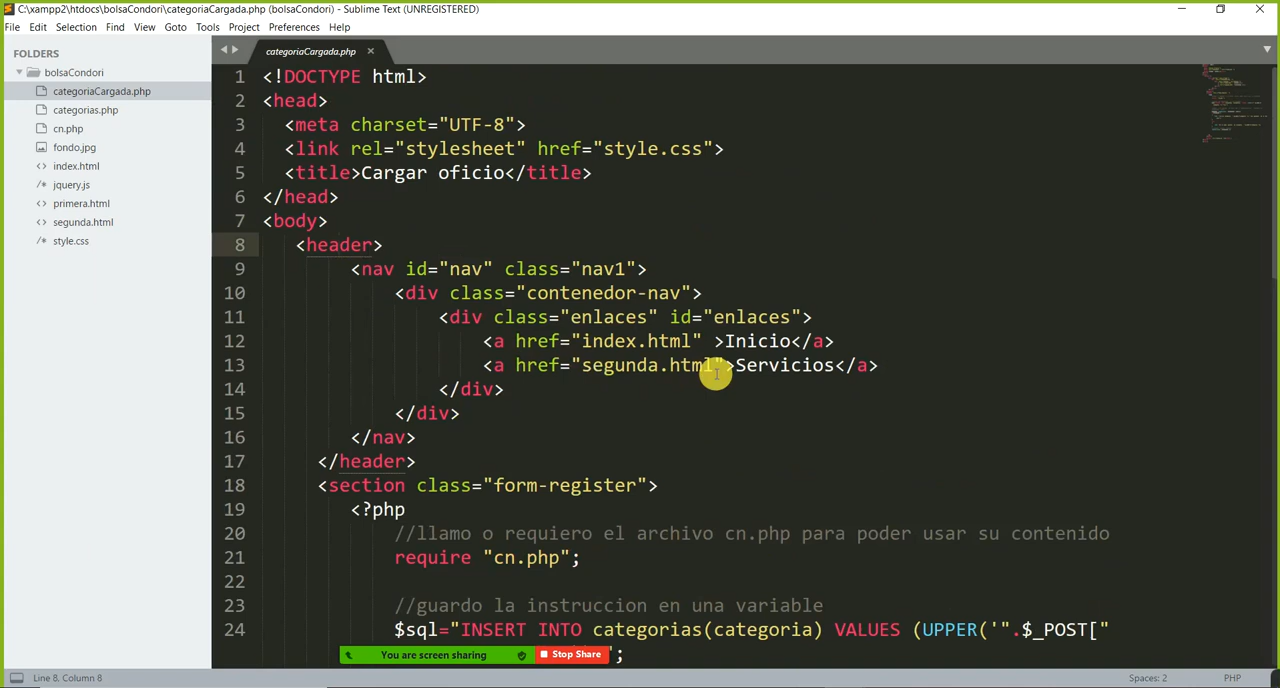 C:\xampp2\htdocs\bolsaCondori\categoriaCargada.php (bolsaCondori) - Sublime Text (UNREGISTERED)
File Edit Selection Find View Goto Tools Project Preferences Help
FOLDERS
bolsaCondori
categoriaCargada.php
categorias.php
cn.php
fondo.jpg
index.html
jquery.js
primera.html
segunda.html
style.css
categoriaCargada.php
1 <!DOCTYPE html>
2 <head>
3 <meta charset="UTF-8">
4 <link rel="stylesheet" href="style.css">
5 <title>Cargar oficio</title>
6 </head>
7 <body>
8 <header>
9 <nav id="nav" class="nav1">
10 <div class="contenedor-nav">
11 <div class="enlaces" id="enlaces">
12 <a href="index.html" >Inicio</a>
13 <a href="segunda.html">Servicios</a>
14 </div>
15 </div>
16 </nav>
17 </header>
18 <section class="form-register">
19 <?php
20 //llamo o requiero el archivo cn.php para poder usar su contenido
21 require "cn.php";
22
23 //guardo la instruccion en una variable
24 $sql="INSERT INTO categorias(categoria) VALUES (UPPER('".$_POST["
";
You are screen sharing Stop Share
Line 8, Column 8 Spaces: 2 PHP